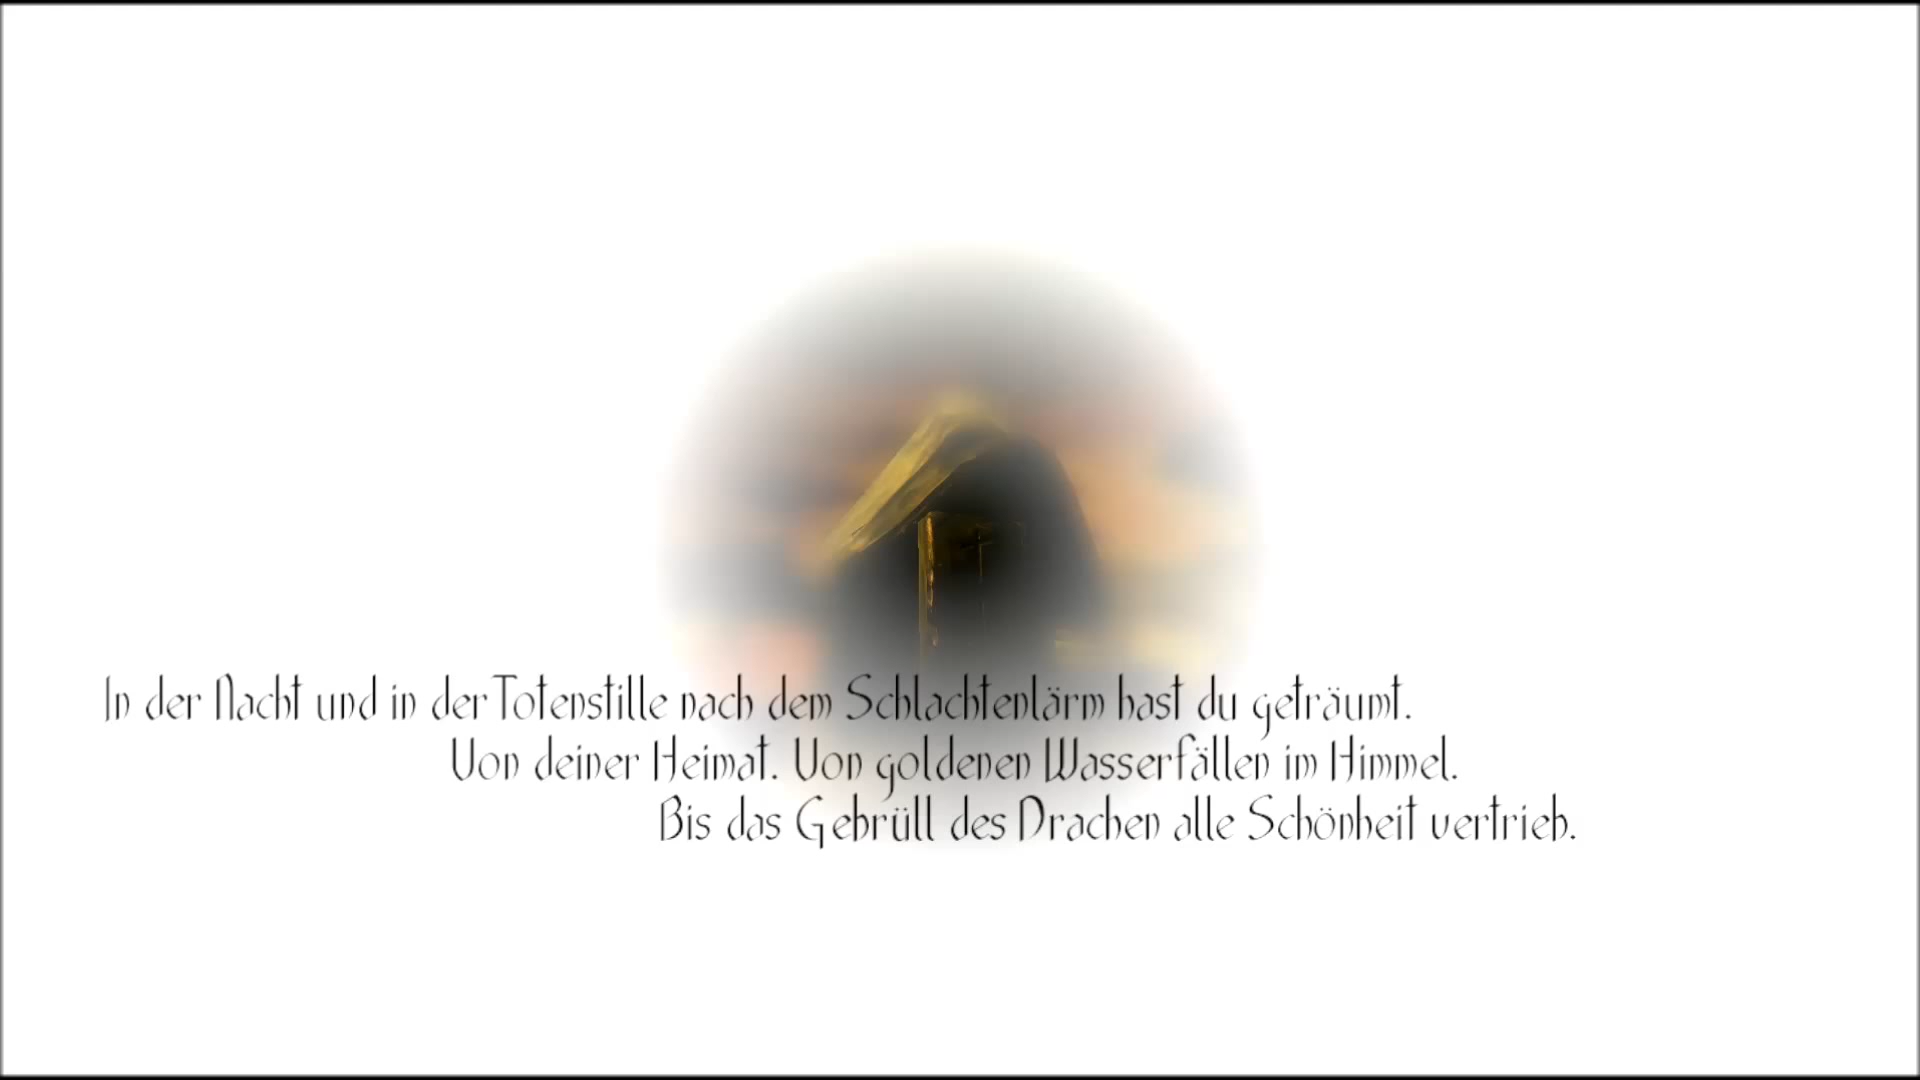 In der Nacht und in der Totenstille nach dem Schlachtenlärm hast du geträumt.
Von deiner Heimat. Von goldenen Wasserfällen im Himmel.
Bis das Gebrüll des Drachen alle Schönheit vertrieb.